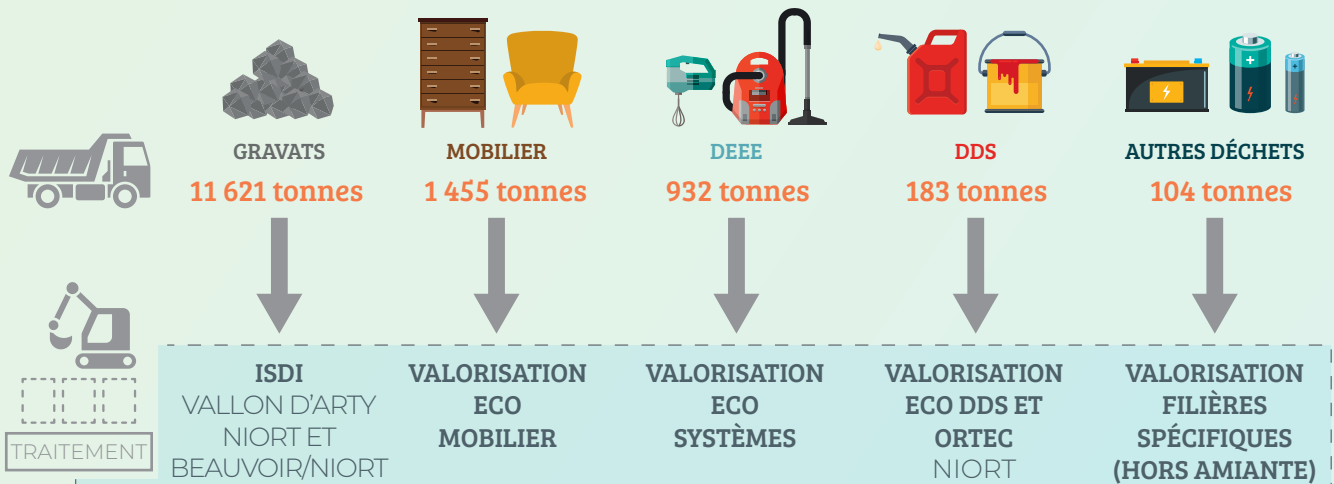 GRAVATS
11 621 tonnes
MOBILIER
1 455 tonnes
DEEE
932 tonnes
DDS
183 tonnes
AUTRES DÉCHETS
104 tonnes
TRAITEMENT
ISDI
VALLON D'ARTY
NIORT ET
BEAUVOIR/NIORT
VALORISATION
ECO
MOBILIER
VALORISATION
ECO
SYSTÈMES
VALORISATION
ECO DDS ET
ORTEC
NIORT
VALORISATION
FILIÈRES
SPÉCIFIQUES
(HORS AMIANTE)